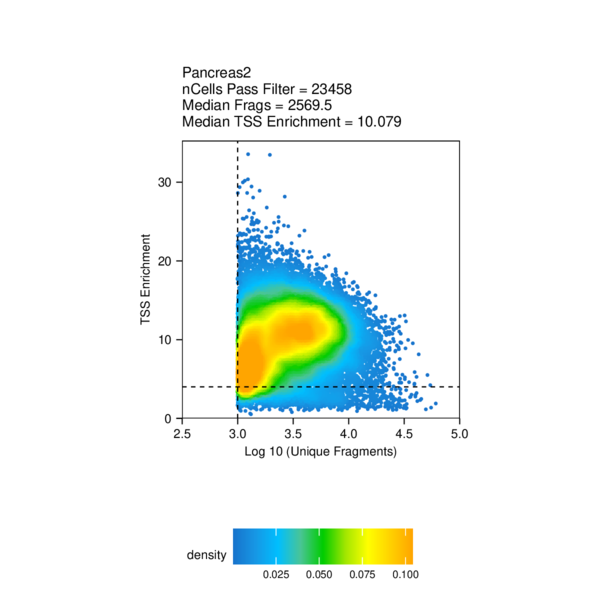 Pancreas2
nCells Pass Filter = 23458
Median Frags = 2569.5
Median TSS Enrichment = 10.079
30
20
10
0
TSS Enrichment
2.5 3.0 3.5 4.0 4.5 5.0
Log 10 (Unique Fragments)
density
0.025 0.050 0.075 0.100